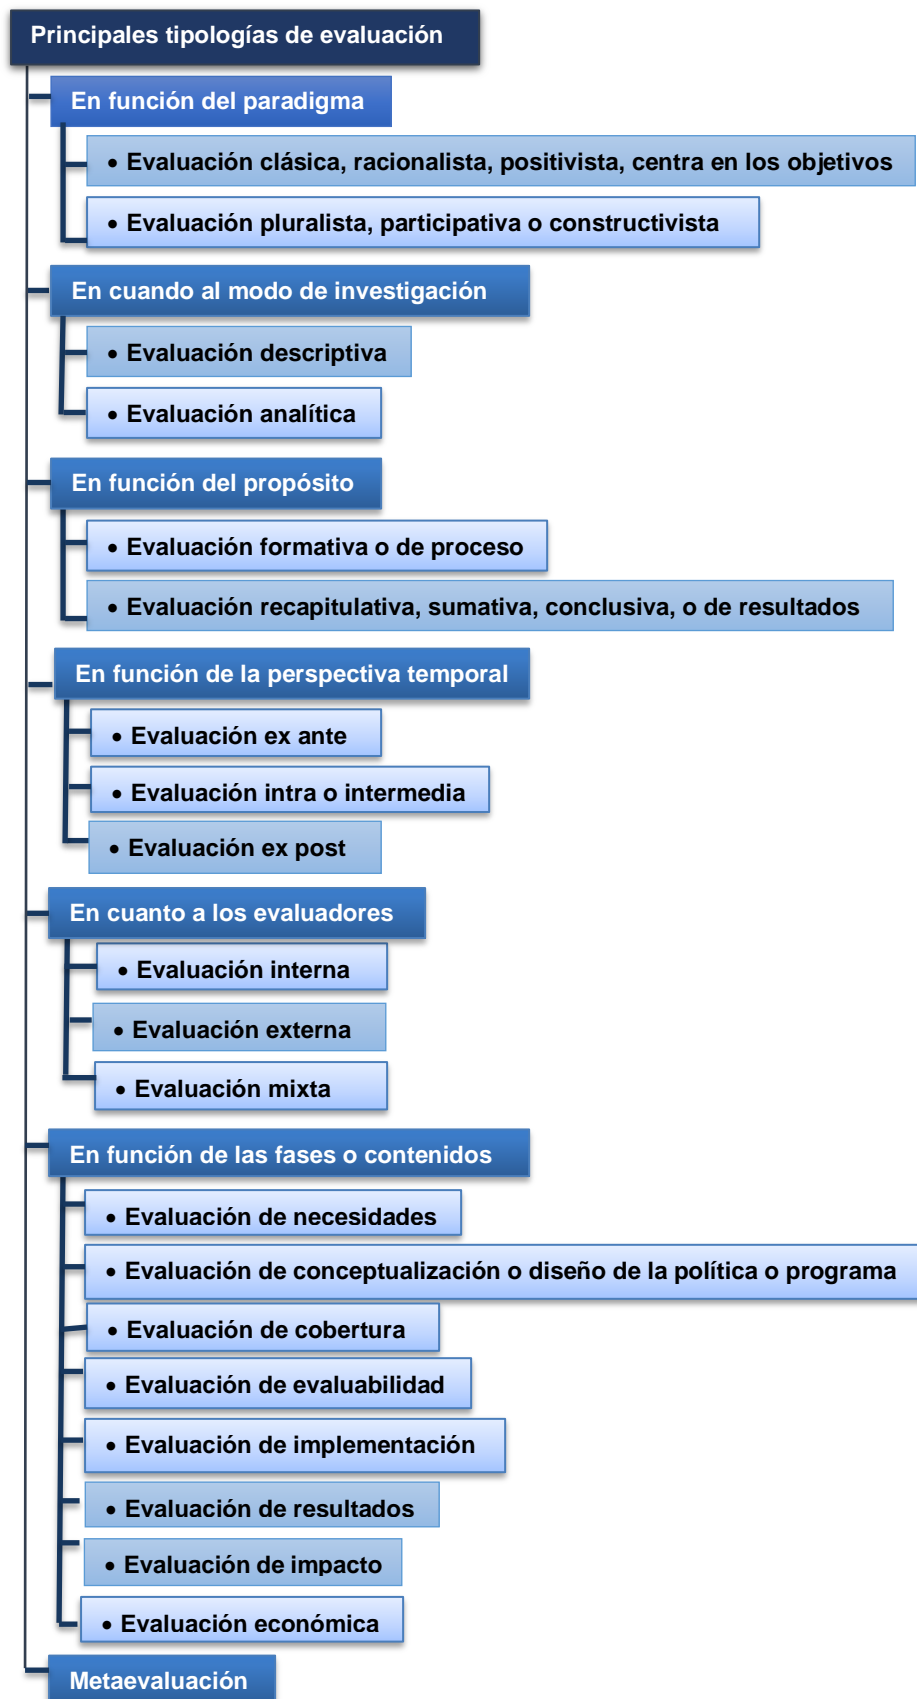 Principales tipologías de evaluación
En función del paradigma
• Evaluación clásica, racionalista, positivista, centra en los objetivos
• Evaluación pluralista, participativa o constructivista
En cuando al modo de investigación
• Evaluación descriptiva
• Evaluación analítica
En función del propósito
• Evaluación formativa o de proceso
• Evaluación recapitulativa, sumativa, conclusiva, o de resultados
En función de la perspectiva temporal
• Evaluación ex ante
• Evaluación intra o intermedia
• Evaluación ex post
En cuanto a los evaluadores
• Evaluación interna
• Evaluación externa
• Evaluación mixta
En función de las fases o contenidos
• Evaluación de necesidades
• Evaluación de conceptualización o diseño de la política o programa
• Evaluación de cobertura
• Evaluación de evaluabilidad
• Evaluación de implementación
• Evaluación de resultados
• Evaluación de impacto
• Evaluación económica
Metaevaluación